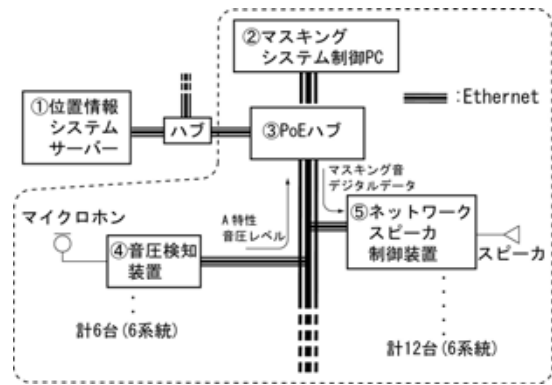 ②マスキング
システム制御PC
①位置情報
システム
サーバー
ハブ
③PoEハブ
:Ethernet
マスキング音
デジタルデータ
A特性
音圧レベル
マイクロホン
④音圧検知
装置
⑤ネットワーク
スピーカ
制御装置
スピーカ
計6台(6系統)
計12台(6系統)